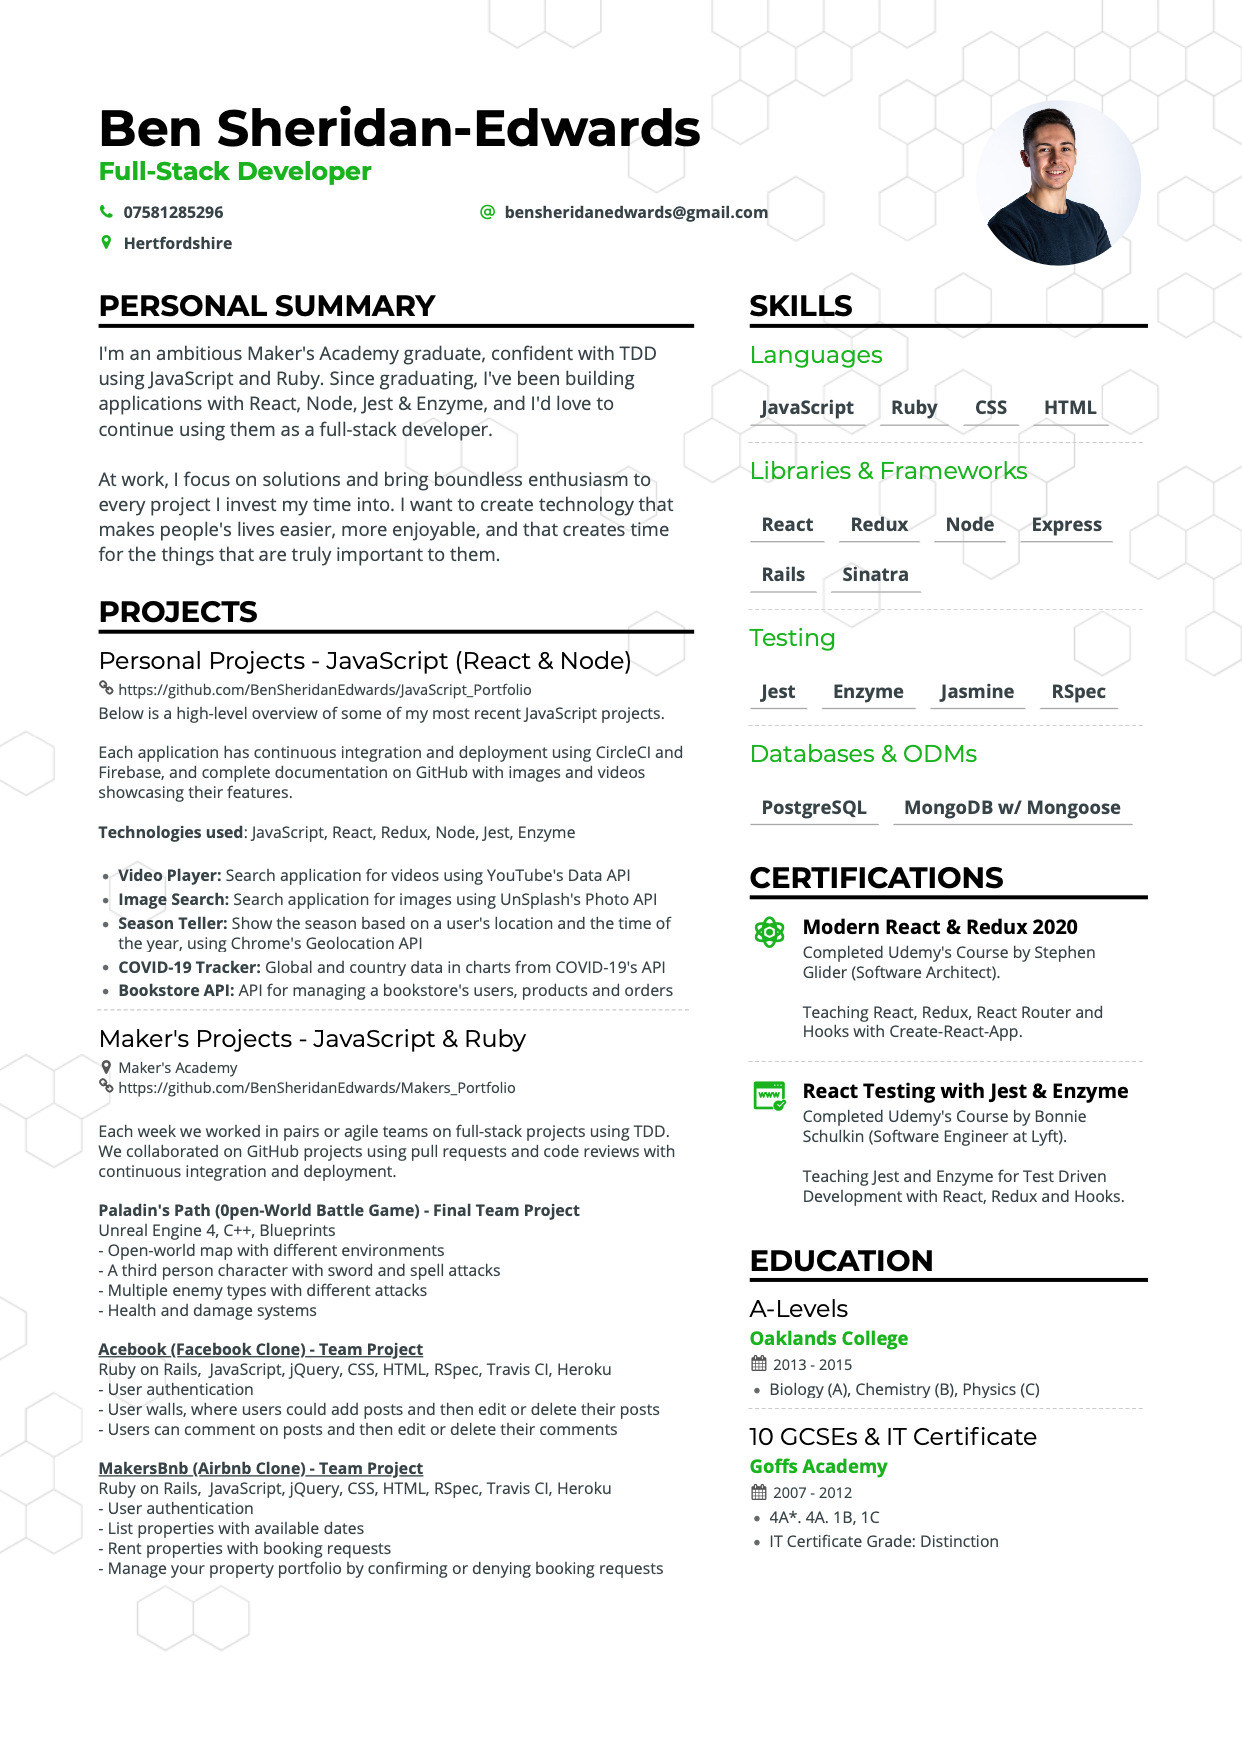 Ben Sheridan-Edwards
Full-Stack Developer
07581285296
bensheridanedwards@gmail.com
Hertfordshire
PERSONAL SUMMARY
I'm an ambitious Maker's Academy graduate, confident with TDD
using JavaScript and Ruby. Since graduating, I've been building
applications with React, Node, Jest & Enzyme, and I'd love to
continue using them as a full-stack developer.
At work, I focus on solutions and bring boundless enthusiasm to
every project I invest my time into. I want to create technology that
makes people's lives easier, more enjoyable, and that creates time
for the things that are truly important to them.
PROJECTS
Personal Projects - JavaScript (React & Node)
https://github.com/BenSheridanEdwards/JavaScript_Portfolio
Below is a high-level overview of some of my most recent JavaScript projects.
Each application has continuous integration and deployment using CircleCI and
Firebase, and complete documentation on GitHub with images and videos
showcasing their features.
Technologies used: JavaScript, React, Redux, Node, Jest, Enzyme
• Video Player: Search application for videos using YouTube's Data API
• Image Search: Search application for images using UnSplash's Photo API
• Season Teller: Show the season based on a user's location and the time of
the year, using Chrome's Geolocation API
• COVID-19 Tracker: Global and country data in charts from COVID-19's API
• Bookstore API: API for managing a bookstore's users, products and orders
Maker's Projects - JavaScript & Ruby
Maker's Academy
https://github.com/BenSheridanEdwards/Makers_Portfolio
Each week we worked in pairs or agile teams on full-stack projects using TDD.
We collaborated on GitHub projects using pull requests and code reviews with
continuous integration and deployment.
Paladin's Path (0pen-World Battle Game) - Final Team Project
Unreal Engine 4, C++, Blueprints
- Open-world map with different environments
- A third person character with sword and spell attacks
- Multiple enemy types with different attacks
- Health and damage systems
Acebook (Facebook Clone) - Team Project
Ruby on Rails,  JavaScript, jQuery, CSS, HTML, RSpec, Travis CI, Heroku
- User authentication
- User walls, where users could add posts and then edit or delete their posts
- Users can comment on posts and then edit or delete their comments
MakersBnb (Airbnb Clone) - Team Project
Ruby on Rails,  JavaScript, jQuery, CSS, HTML, RSpec, Travis CI, Heroku
- User authentication
- List properties with available dates
- Rent properties with booking requests
- Manage your property portfolio by confirming or denying booking requests
SKILLS
Languages
JavaScript Ruby CSS HTML
Libraries & Frameworks
React Redux Node Express
Rails Sinatra
Testing
Jest Enzyme Jasmine RSpec
Databases & ODMs
PostgreSQL MongoDB w/ Mongoose
CERTIFICATIONS
Modern React & Redux 2020
Completed Udemy's Course by Stephen
Glider (Software Architect).
Teaching React, Redux, React Router and
Hooks with Create-React-App.
www
React Testing with Jest & Enzyme
Completed Udemy's Course by Bonnie
Schulkin (Software Engineer at Lyft).
Teaching Jest and Enzyme for Test Driven
Development with React, Redux and Hooks.
EDUCATION
A-Levels
Oaklands College
2013 - 2015
• Biology (A), Chemistry (B), Physics (C)
10 GCSEs & IT Certificate
Goffs Academy
2007 - 2012
• 4A*. 4A. 1B, 1C
• IT Certificate Grade: Distinction